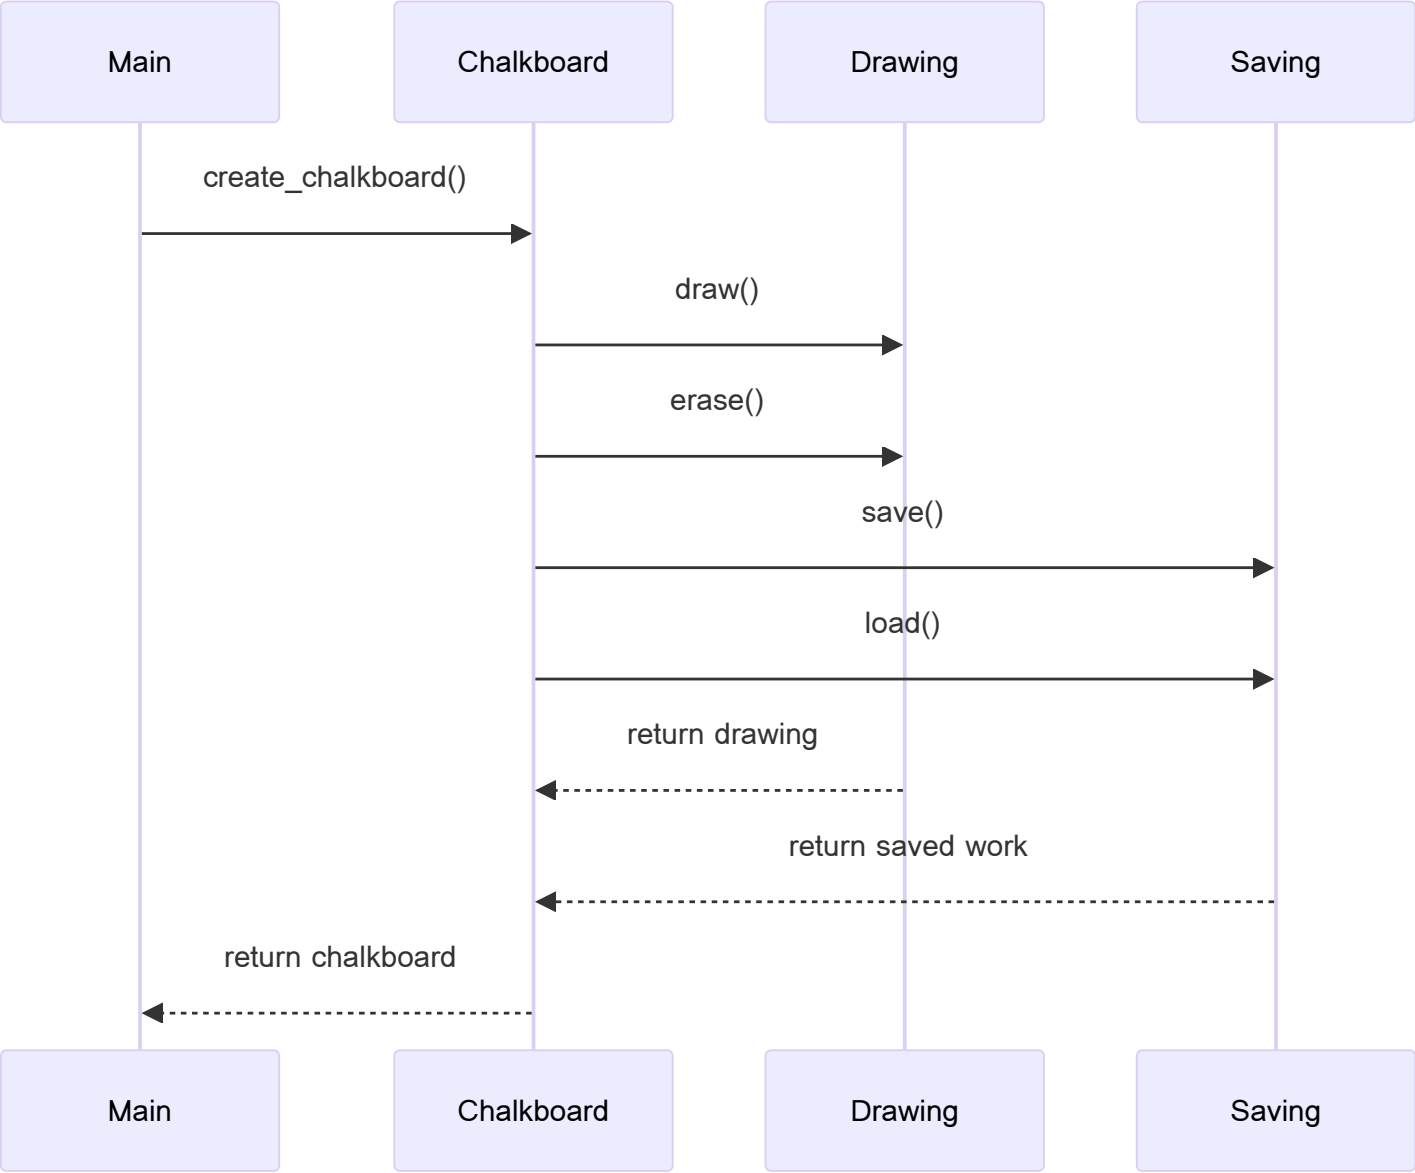 Main
Chalkboard
Drawing
Saving
create_chalkboard()
draw()
erase()
save()
load()
return drawing
return saved work
return chalkboard
Main
Chalkboard
Drawing
Saving